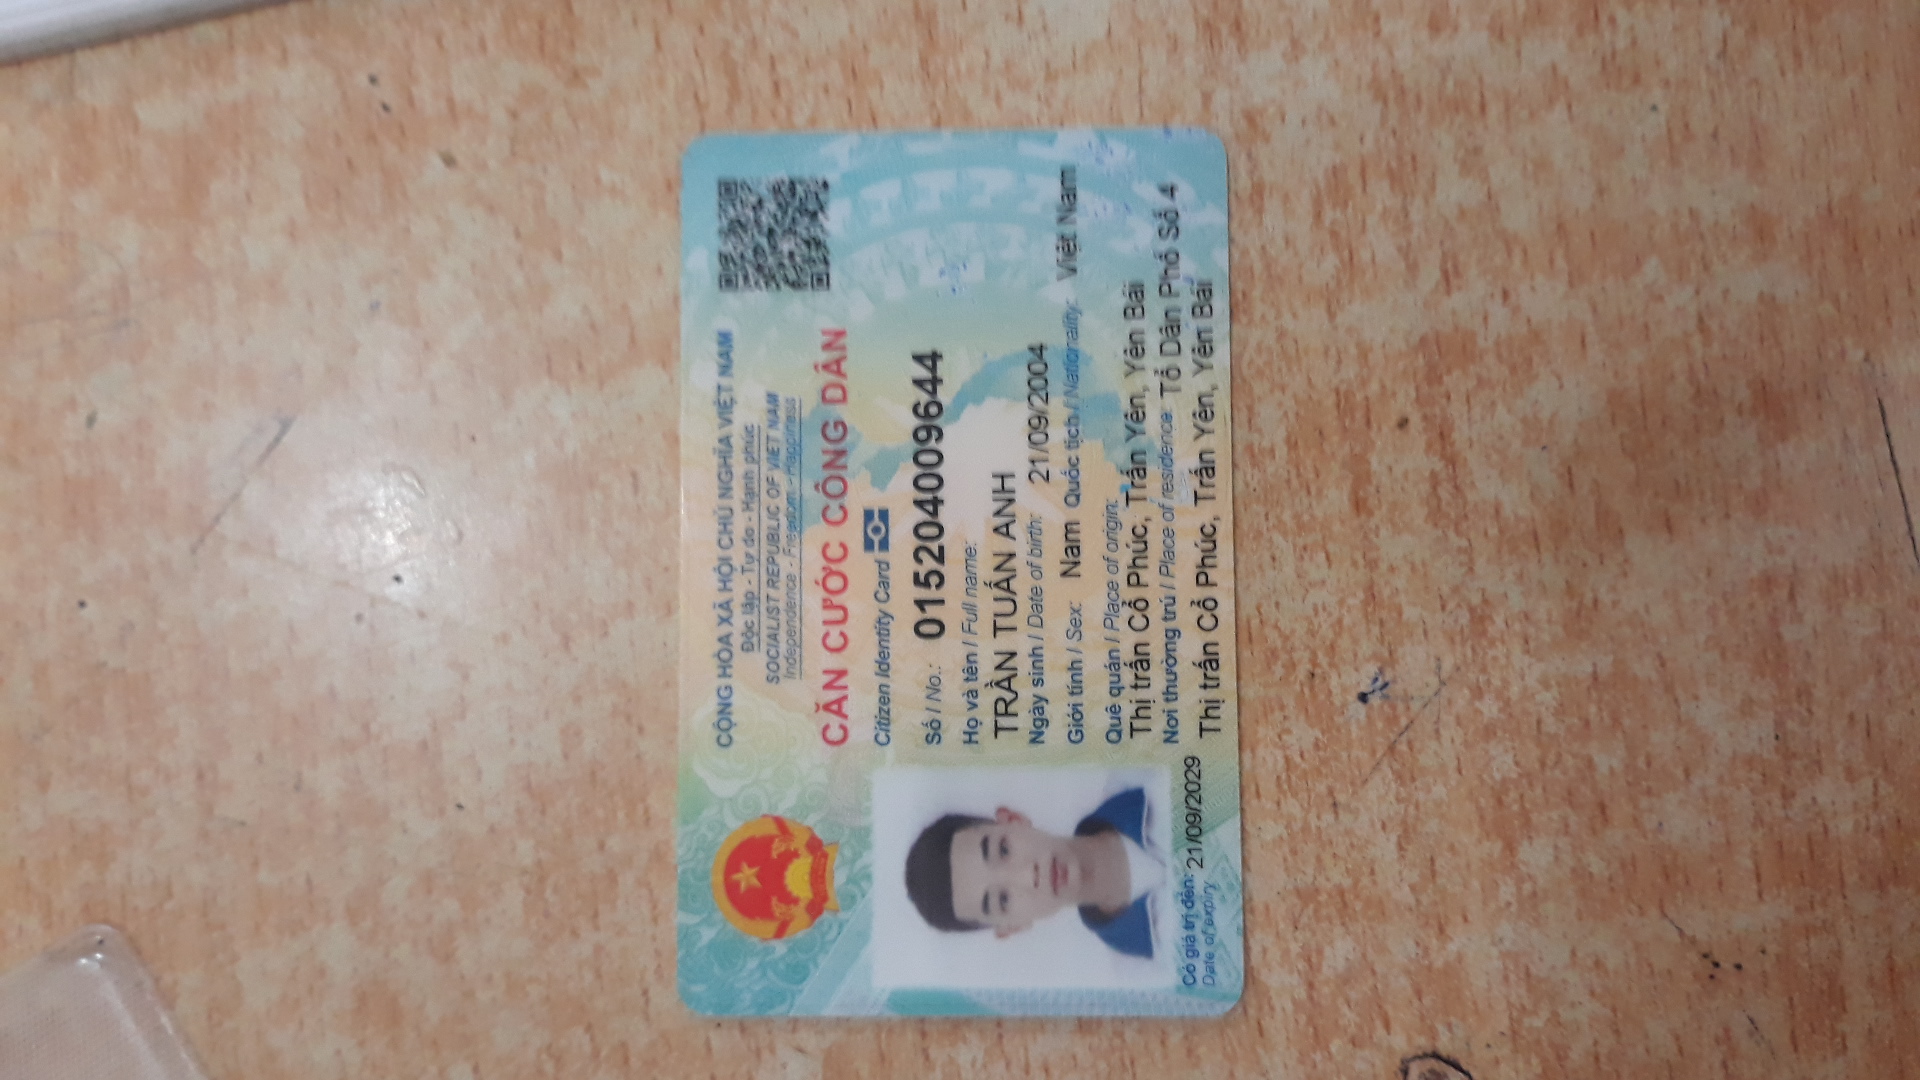 CỘNG HÒA XÃ HỘI CHỦ NGHĨA VIỆT NAM
Độc lập - Tự do - Hạnh phúc
SOCIALIST REPUBLIC OF VIET NAM
Independence - Freedom - Happiness
CĂN CƯỚC CÔNG DÂN
Citizen Identity Card
Số / No.: 015204009644
Họ và tên / Full name:
TRẦN TUẤN ANH
Ngày sinh / Date of birth: 21/09/2004
Giới tính / Sex: Nam Quốc tịch / Nationality: Việt Nam
Quê quán / Place of origin:
Thị trấn Cổ Phúc, Trấn Yên, Yên Bái
Nơi thường trú / Place of residence: Tổ Dân Phố Số 4
Thị trấn Cổ Phúc, Trấn Yên, Yên Bái
Có giá trị đến: 21/09/2029
Date of expiry